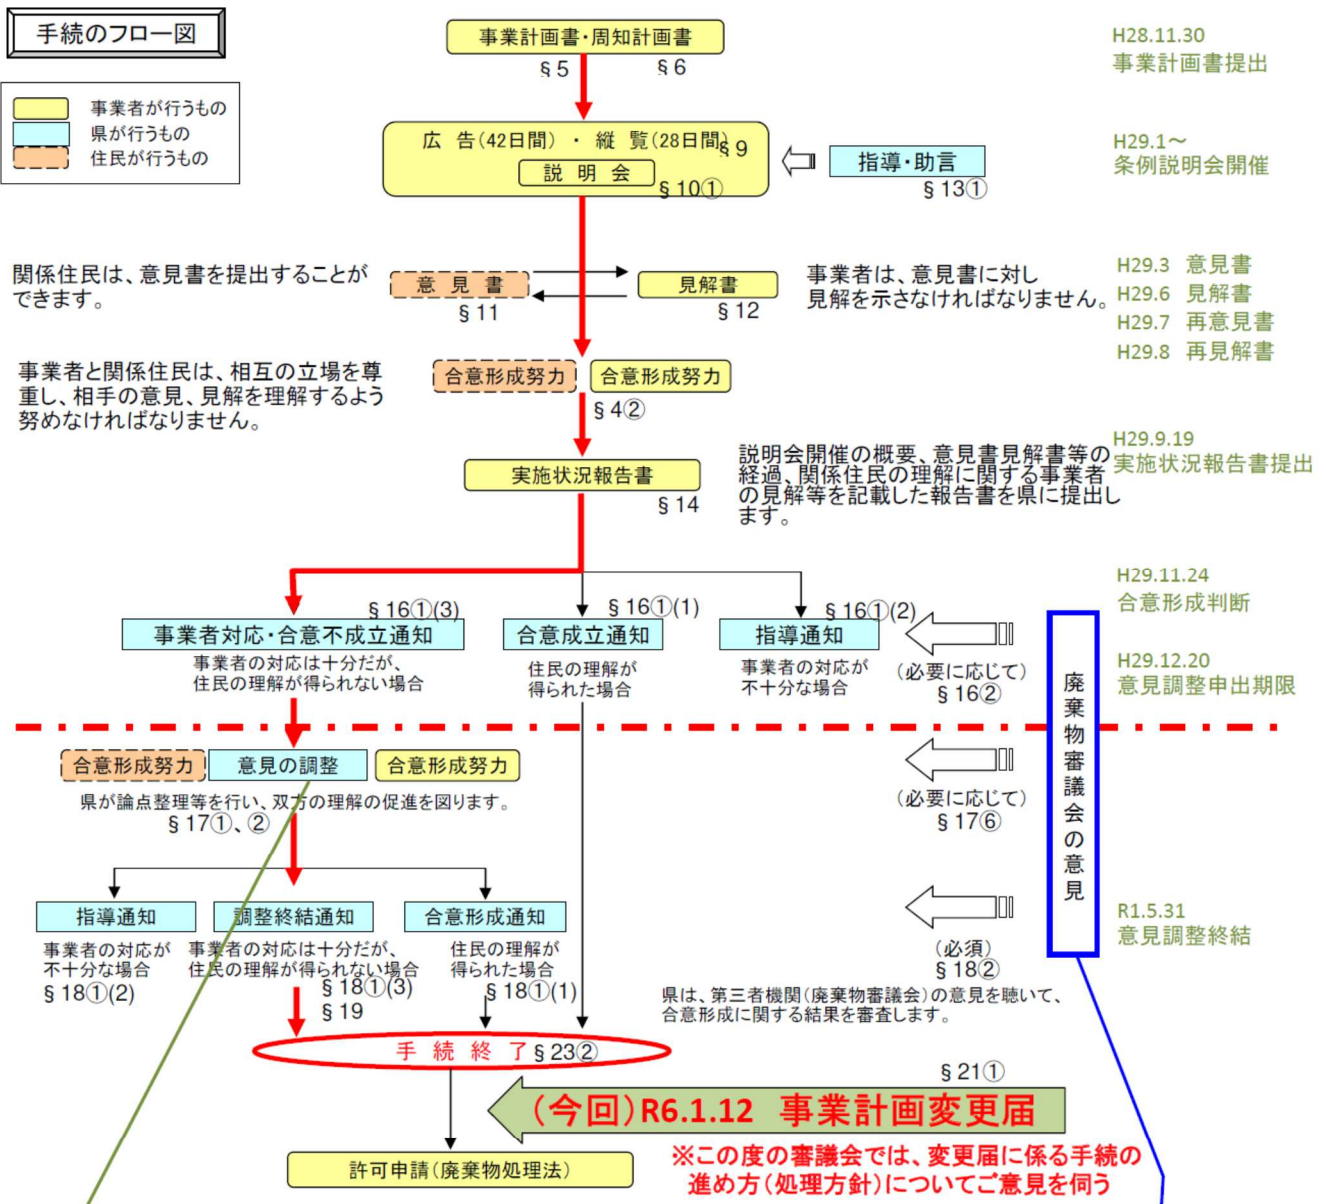 手続のフロー図
事業者が行うもの
県が行うもの
住民が行うもの
事業計画書・周知計画書
§5 §6
H28.11.30
事業計画書提出
広 告(42日間) ・ 縦 覧(28日間)
§9
説 明 会
§10①
指導・助言
§13①
H29.1～
条例説明会開催
関係住民は、意見書を提出することが
できます。
意 見 書
§11
見解書
§12
事業者は、意見書に対し
見解を示さなければなりません。
H29.3 意見書
H29.6 見解書
H29.7 再意見書
H29.8 再見解書
事業者と関係住民は、相互の立場を尊
重し、相手の意見、見解を理解するよう
努めなければなりません。
合意形成努力
合意形成努力
§4②
実施状況報告書
§14
説明会開催の概要、意見書見解書等の
経過、関係住民の理解に関する事業者
の見解等を記載した報告書を県に提出し
ます。
H29.9.19
実施状況報告書提出
§16①(3)
事業者対応・合意不成立通知
事業者の対応は十分だが、
住民の理解が得られない場合
§16①(1)
合意成立通知
住民の理解が
得られた場合
§16①(2)
指導通知
事業者の対応が
不十分な場合
(必要に応じて)
§16②
H29.11.24
合意形成判断
H29.12.20
意見調整申出期限
廃棄物審議会の意見
合意形成努力
意見の調整
合意形成努力
県が論点整理等を行い、双方の理解の促進を図ります。
§17①、②
(必要に応じて)
§17⑥
指導通知
事業者の対応が
不十分な場合
§18①(2)
調整終結通知
事業者の対応は十分だが、
住民の理解が得られない場合
§18①(3)
§19
合意形成通知
住民の理解が
得られた場合
§18①(1)
(必須)
§18②
R1.5.31
意見調整終結
県は、第三者機関(廃棄物審議会)の意見を聴いて、
合意形成に関する結果を審査します。
手 続 終 了 §23②
§21①
(今回)R6.1.12 事業計画変更届
※この度の審議会では、変更届に係る手続の
進め方(処理方針)についてご意見を伺う
許可申請(廃棄物処理法)